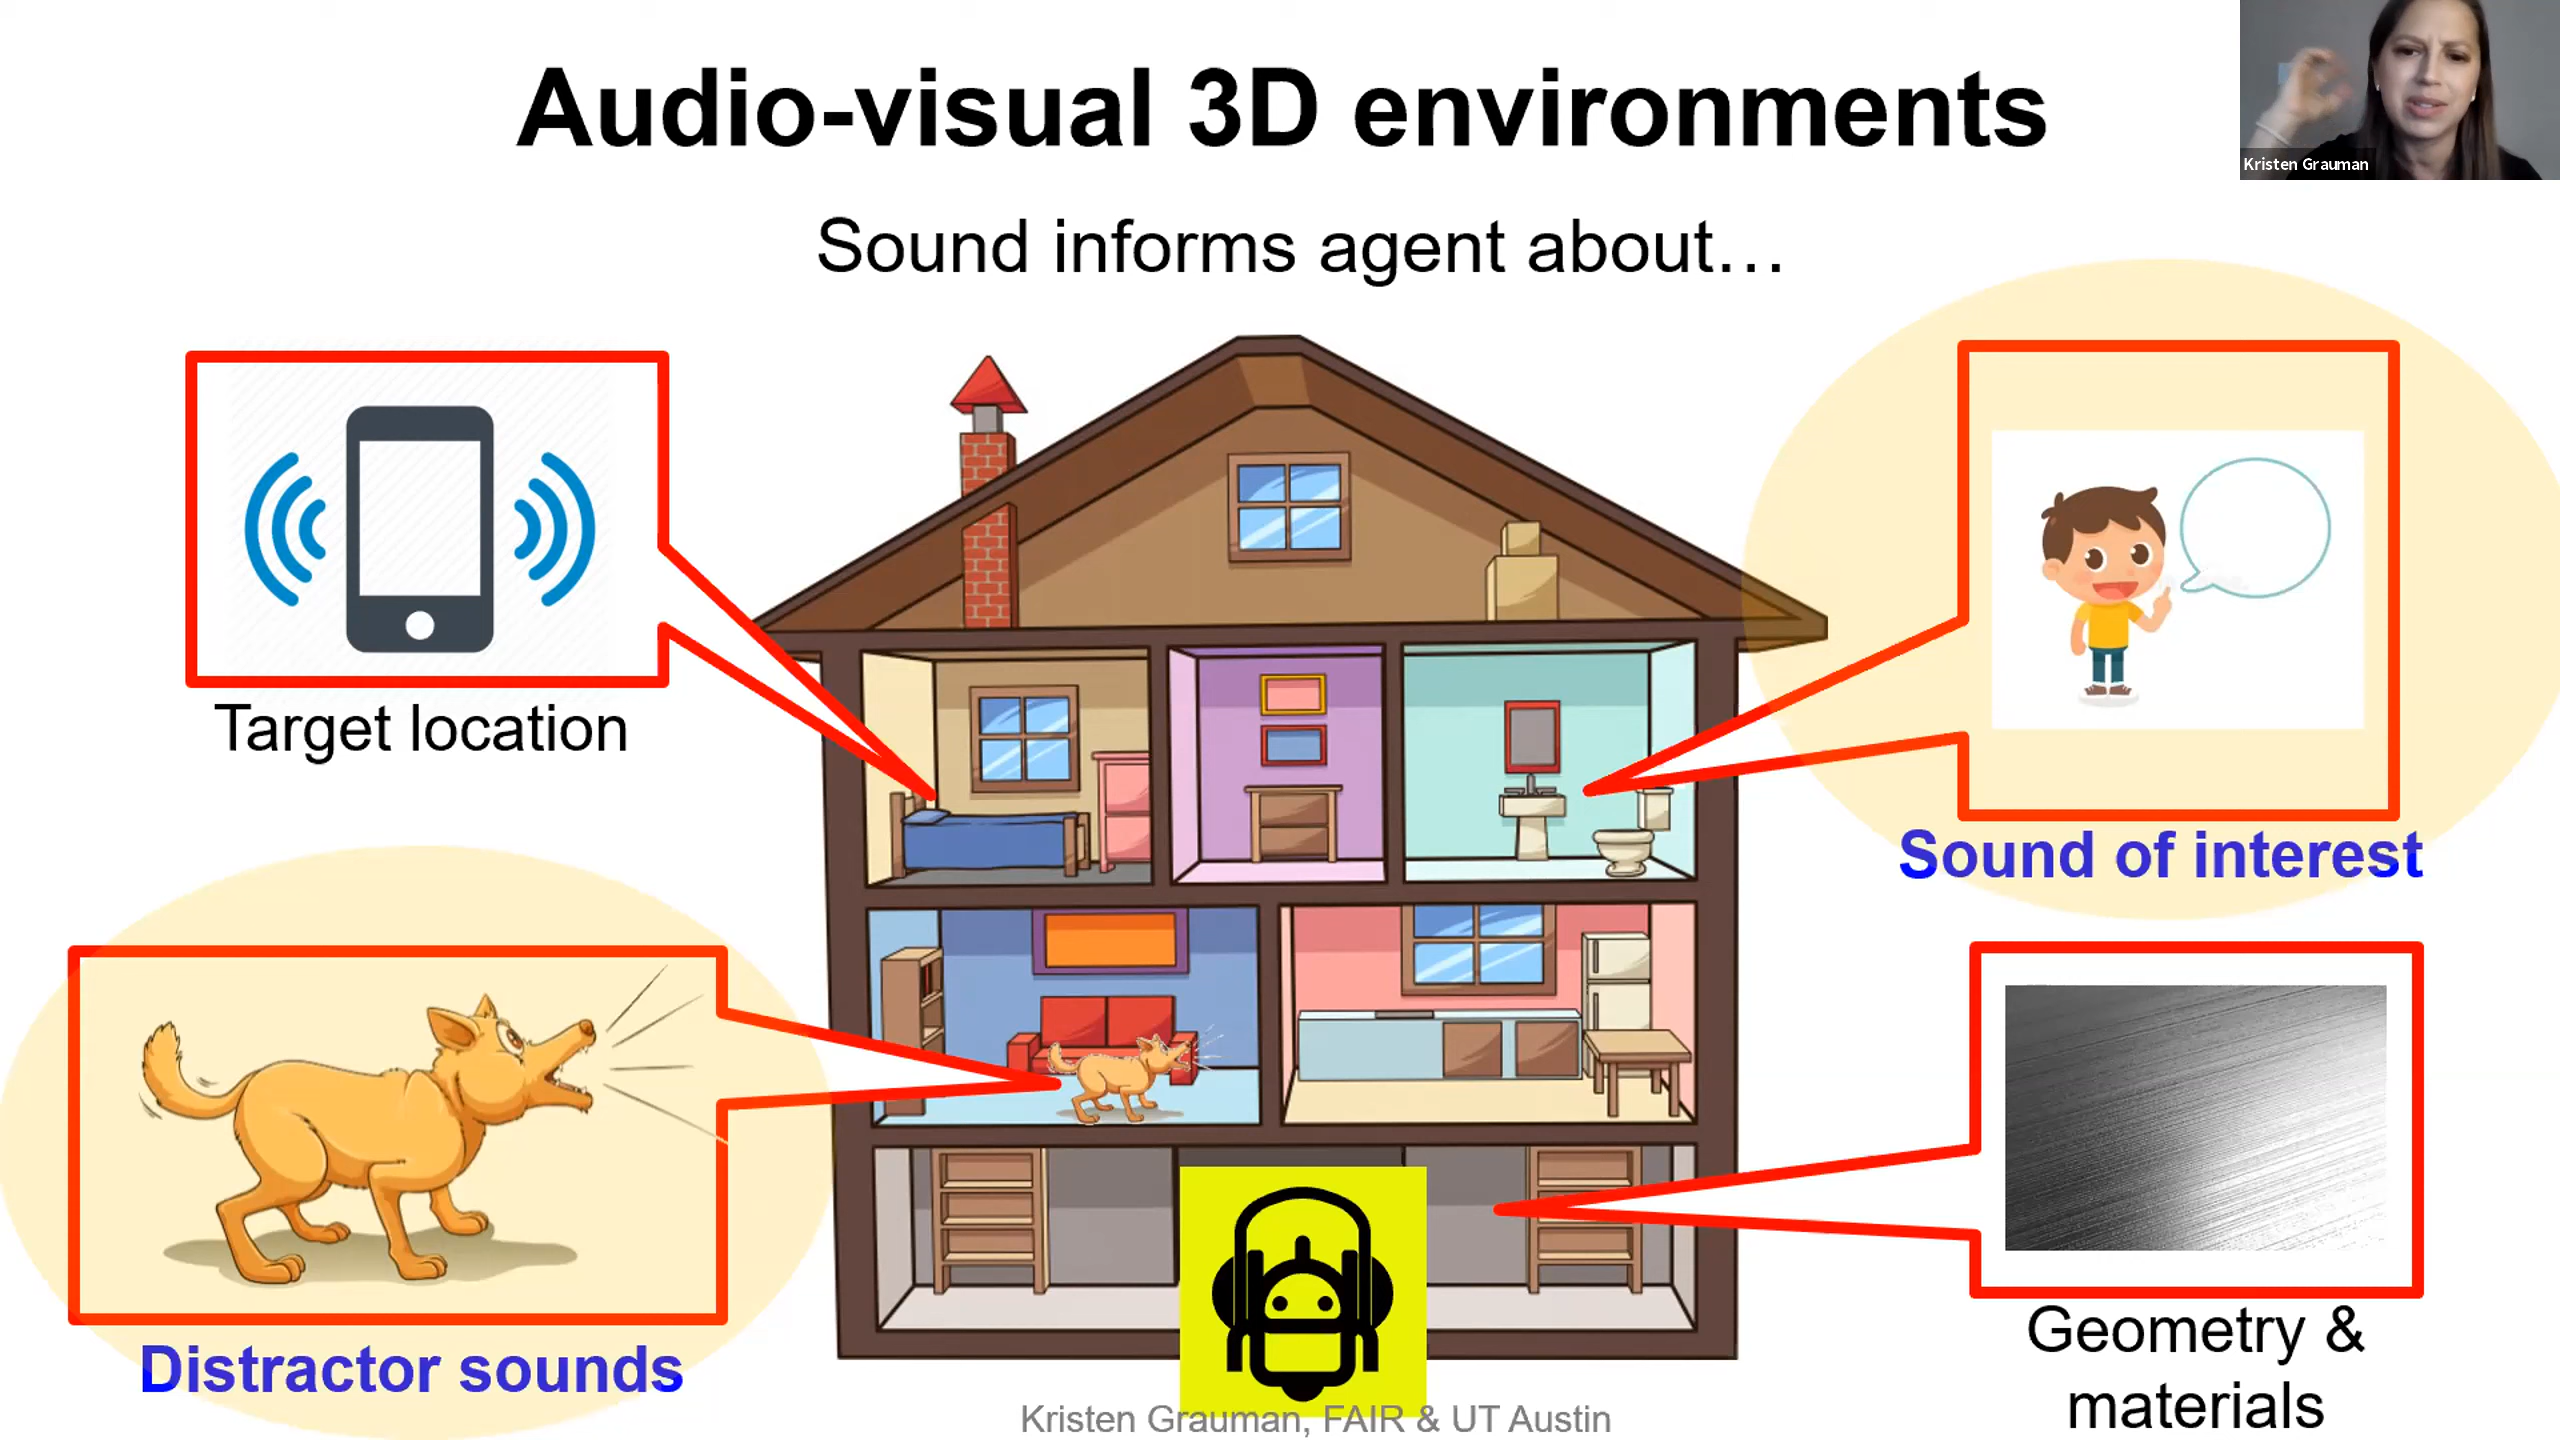 Audio-visual 3D environments
Kristen Grauman
Sound informs agent about…
Target location
Sound of interest
Distractor sounds
Geometry &
materials
Kristen Grauman, FAIR & UT Austin